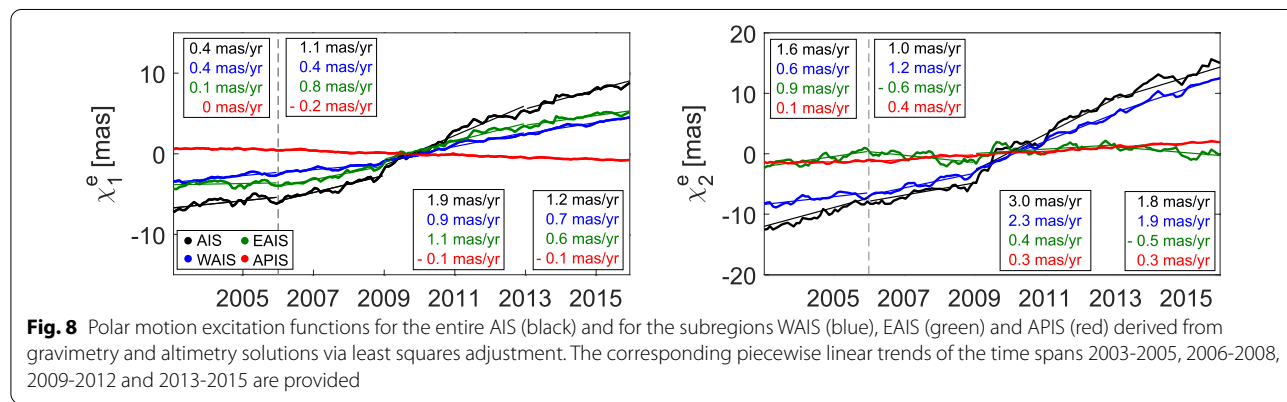 0.4 mas/yr
0.4 mas/yr
0.1 mas/yr
0 mas/yr
1.1 mas/yr
0.4 mas/yr
0.8 mas/yr
- 0.2 mas/yr
10
0
-10
χ₁ᵉ [mas]
1.9 mas/yr
0.9 mas/yr
1.1 mas/yr
- 0.1 mas/yr
1.2 mas/yr
0.7 mas/yr
0.6 mas/yr
- 0.1 mas/yr
AIS
EAIS
WAIS
APIS
2005 2007 2009 2011 2013 2015
20
10
0
-10
-20
χ₂ᵉ [mas]
1.6 mas/yr
0.6 mas/yr
0.9 mas/yr
0.1 mas/yr
1.0 mas/yr
1.2 mas/yr
- 0.6 mas/yr
0.4 mas/yr
3.0 mas/yr
2.3 mas/yr
0.4 mas/yr
0.3 mas/yr
1.8 mas/yr
1.9 mas/yr
- 0.5 mas/yr
0.3 mas/yr
2005 2007 2009 2011 2013 2015
Fig. 8 Polar motion excitation functions for the entire AIS (black) and for the subregions WAIS (blue), EAIS (green) and APIS (red) derived from
gravimetry and altimetry solutions via least squares adjustment. The corresponding piecewise linear trends of the time spans 2003-2005, 2006-2008,
2009-2012 and 2013-2015 are provided